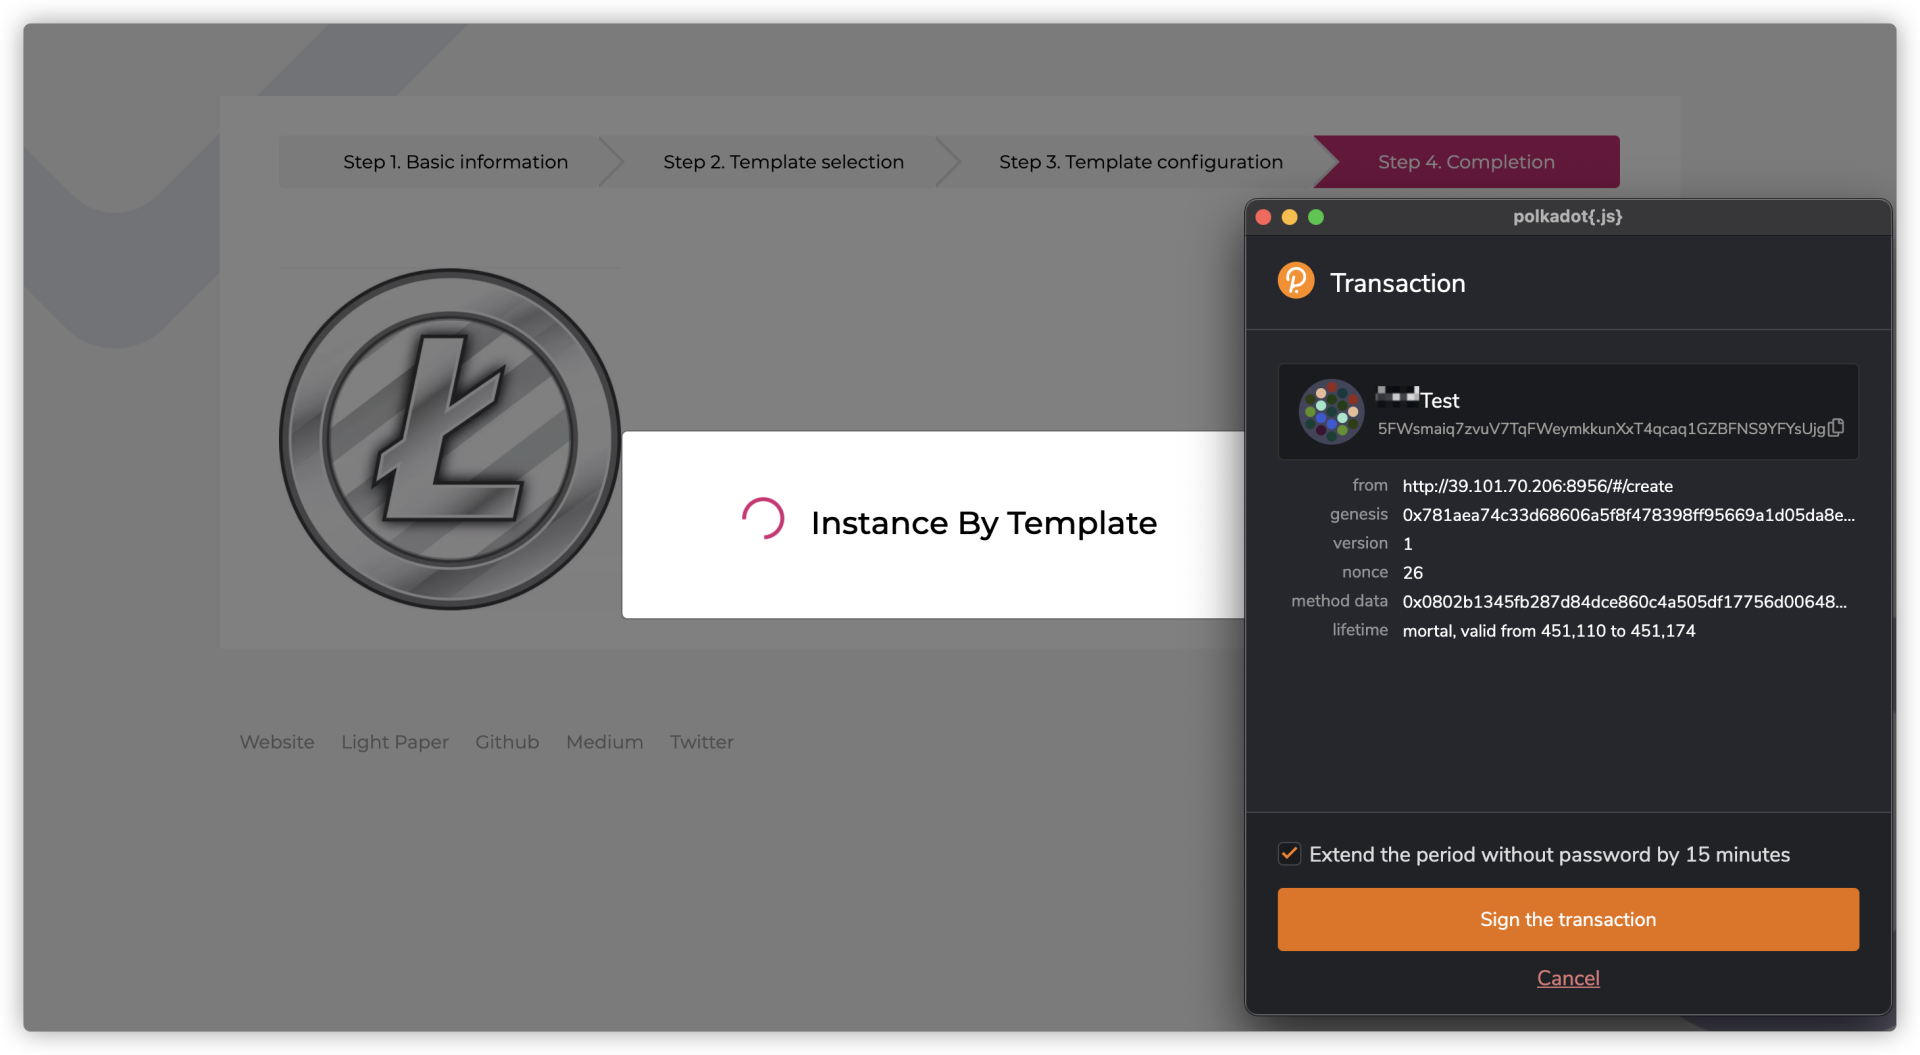 Step 1. Basic information
Step 2. Template selection
Step 3. Template configuration
Step 4. Completion
Instance By Template
Website
Light Paper
Github
Medium
Twitter
polkadot{.js}
Transaction
Test
5FWsmaiq7zvuV7TqFWeymkkunXxT4qcaq1GZBFNS9YFYsUjg
from http://39.101.70.206:8956/#/create
genesis 0x781aea74c33d68606a5f8f478398ff95669a1d05da8e...
version 1
nonce 26
method data 0x0802b1345fb287d84dce860c4a505df17756d00648...
lifetime mortal, valid from 451,110 to 451,174
Extend the period without password by 15 minutes
Sign the transaction
Cancel